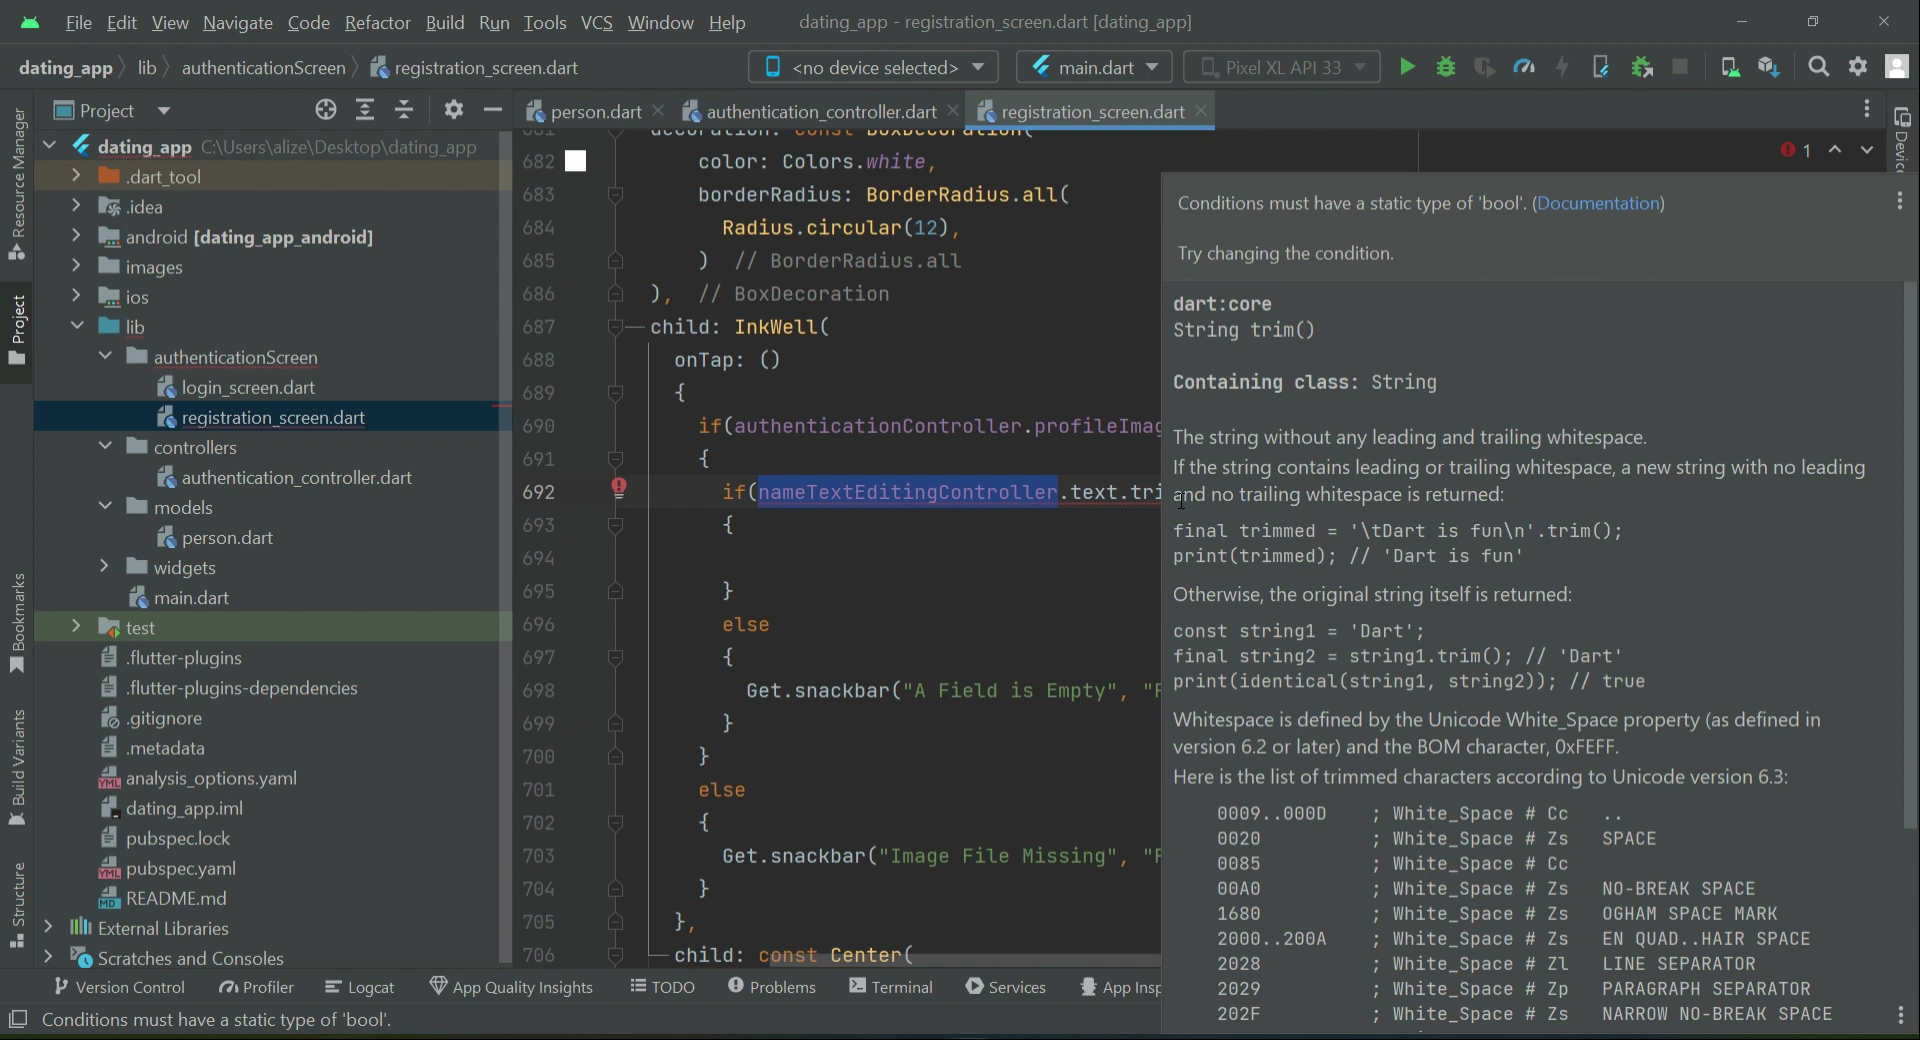 File Edit View Navigate Code Refactor Build Run Tools VCS Window Help dating_app - registration_screen.dart [dating_app]
dating_app lib authenticationScreen registration_screen.dart <no device selected> main.dart Pixel XL API 33
Project person.dart authentication_controller.dart registration_screen.dart
Resource Manager
Project
Bookmarks
Build Variants
Structure
dating_app C:\Users\alize\Desktop\dating_app
.dart_tool
.idea
android [dating_app_android]
images
ios
lib
authenticationScreen
login_screen.dart
registration_screen.dart
controllers
authentication_controller.dart
models
person.dart
widgets
main.dart
test
.flutter-plugins
.flutter-plugins-dependencies
.gitignore
.metadata
analysis_options.yaml
dating_app.iml
pubspec.lock
pubspec.yaml
README.md
External Libraries
Scratches and Consoles
681 decoration: const BoxDecoration(
682 color: Colors.white,
683 borderRadius: BorderRadius.all(
684 Radius.circular(12),
685 ) // BorderRadius.all
686 ), // BoxDecoration
687 child: InkWell(
688 onTap: ()
689 {
690 if(authenticationController.profileImag
691 {
692 if(nameTextEditingController.text.tri
693 {
694
695 }
696 else
697 {
698 Get.snackbar("A Field is Empty", "F
699 }
700 }
701 else
702 {
703 Get.snackbar("Image File Missing", "F
704 }
705 },
706 child: const Center(
1
Device
Conditions must have a static type of 'bool'. (Documentation)
Try changing the condition.
dart:core
String trim()
Containing class: String
The string without any leading and trailing whitespace.
If the string contains leading or trailing whitespace, a new string with no leading
and no trailing whitespace is returned:
final trimmed = '\tDart is fun\n'.trim();
print(trimmed); // 'Dart is fun'
Otherwise, the original string itself is returned:
const string1 = 'Dart';
final string2 = string1.trim(); // 'Dart'
print(identical(string1, string2)); // true
Whitespace is defined by the Unicode White_Space property (as defined in
version 6.2 or later) and the BOM character, 0xFEFF.
Here is the list of trimmed characters according to Unicode version 6.3:
0009..000D ; White_Space # Cc ..
0020 ; White_Space # Zs SPACE
0085 ; White_Space # Cc
00A0 ; White_Space # Zs NO-BREAK SPACE
1680 ; White_Space # Zs OGHAM SPACE MARK
2000..200A ; White_Space # Zs EN QUAD..HAIR SPACE
2028 ; White_Space # Zl LINE SEPARATOR
2029 ; White_Space # Zp PARAGRAPH SEPARATOR
202F ; White_Space # Zs NARROW NO-BREAK SPACE
Version Control Profiler Logcat App Quality Insights TODO Problems Terminal Services App Insp
Conditions must have a static type of 'bool'.